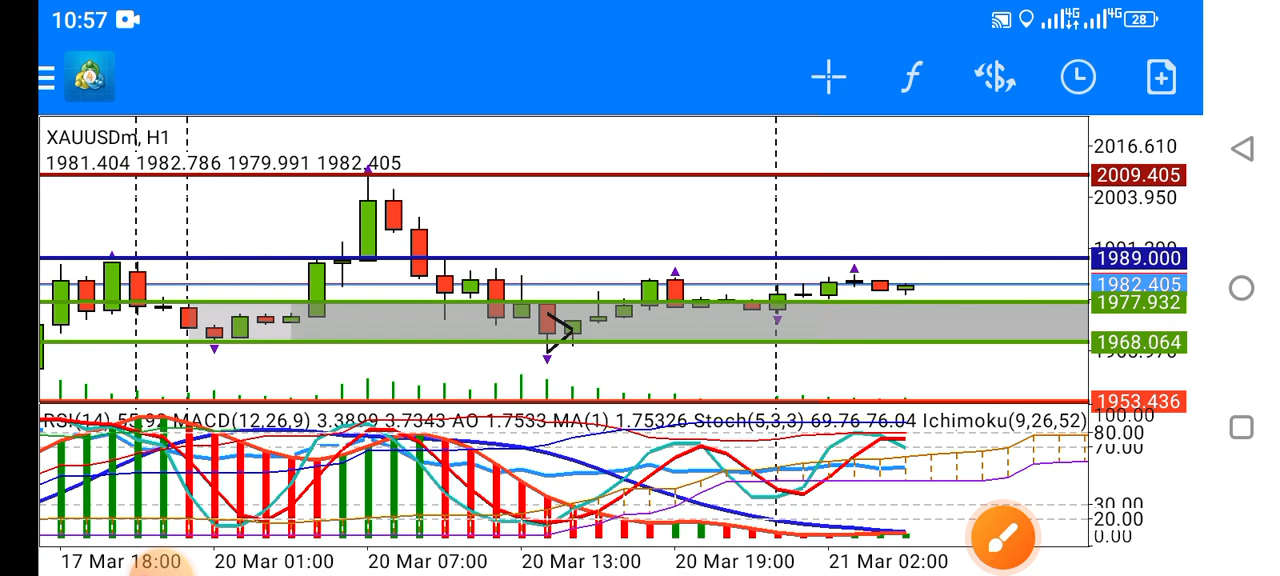 10:57 4G 4G 28
XAUUSDm, H1
1981.404 1982.786 1979.991 1982.405
2016.610
2009.405
2003.950
1989.000
1982.405
1977.932
1968.064
1953.436
RSI(14) 55.92 MACD(12,26,9) 3.3899 3.7343 AO 1.7533 MA(1) 1.75326 Stoch(5,3,3) 69.76 76.04 Ichimoku(9,26,52)
100.00
80.00
70.00
30.00
20.00
0.00
17 Mar 18:00 20 Mar 01:00 20 Mar 07:00 20 Mar 13:00 20 Mar 19:00 21 Mar 02:00